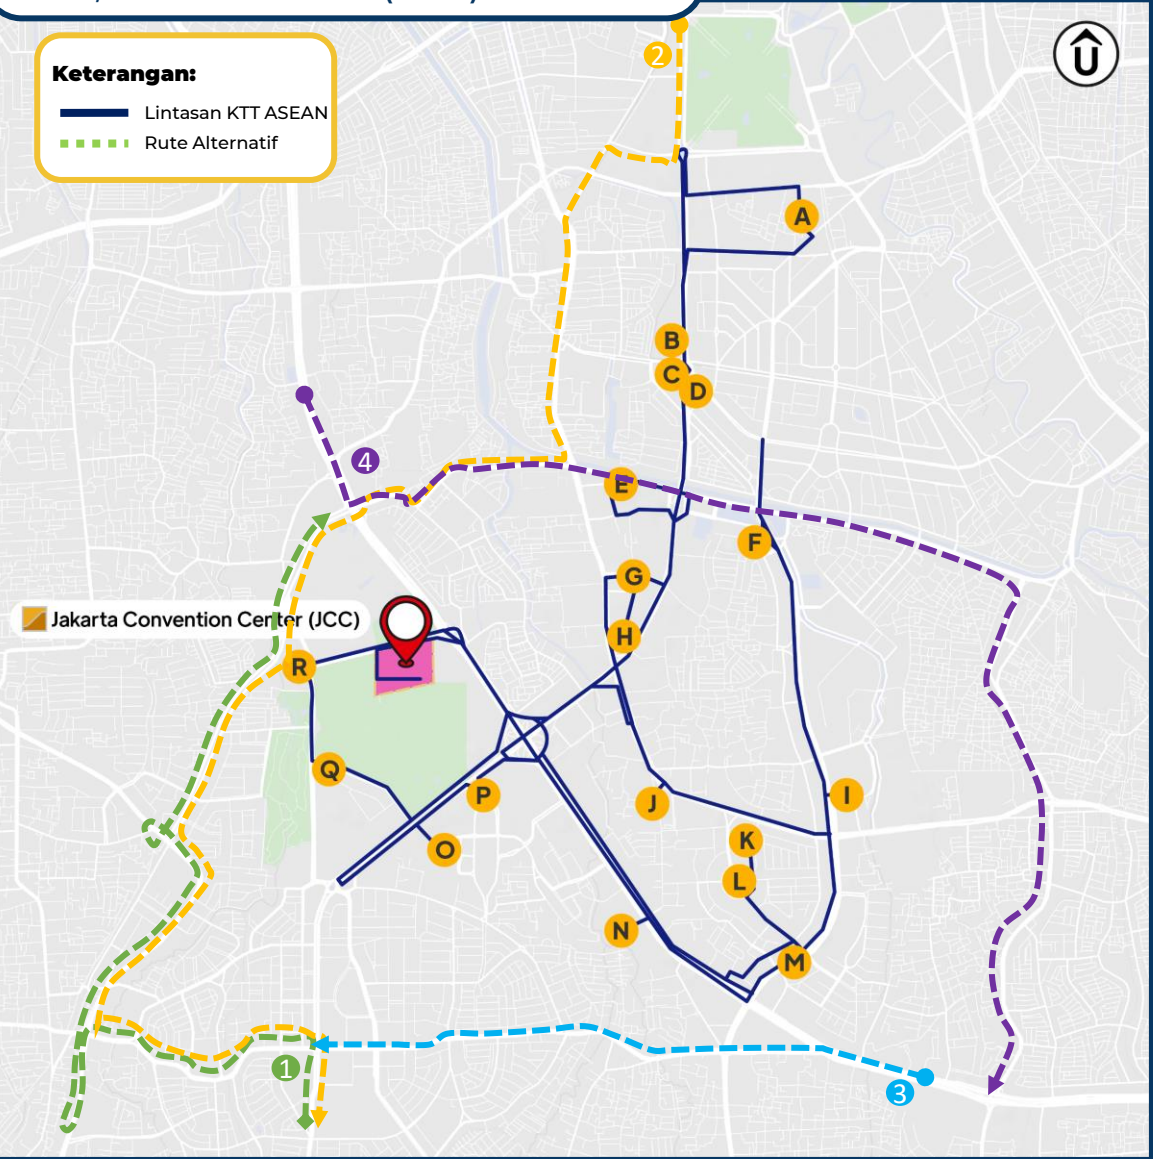 2
Keterangan:
Lintasan KTT ASEAN
Rute Alternatif
U
A
B
C
D
4
E
F
G
Jakarta Convention Center (JCC)
H
R
Q
P
I
J
K
O
L
N
M
1
3